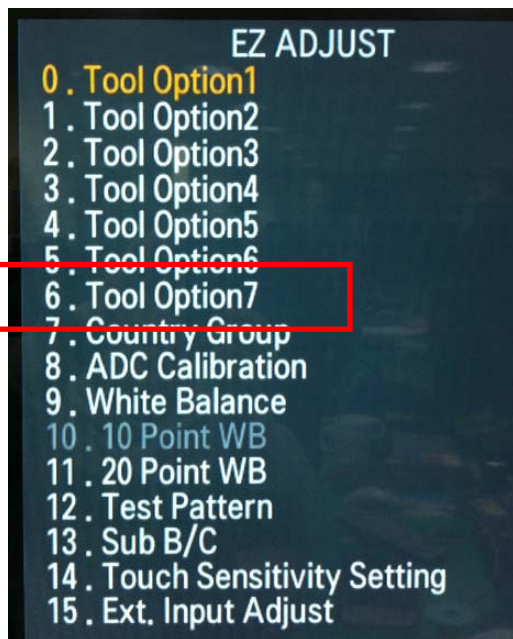 EZ ADJUST
0 . Tool Option1
1 . Tool Option2
2 . Tool Option3
3 . Tool Option4
4 . Tool Option5
5 . Tool Option6
6 . Tool Option7
7 . Country Group
8 . ADC Calibration
9 . White Balance
10 . 10 Point WB
11 . 20 Point WB
12 . Test Pattern
13 . Sub B/C
14 . Touch Sensitivity Setting
15 . Ext. Input Adjust